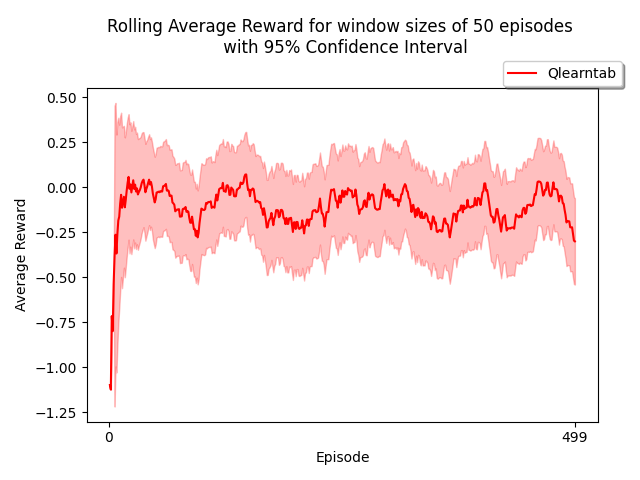 Rolling Average Reward for window sizes of 50 episodes
with 95% Confidence Interval
Qlearntab
0.50
0.25
0.00
−0.25
−0.50
−0.75
−1.00
−1.25
Average Reward
0
499
Episode